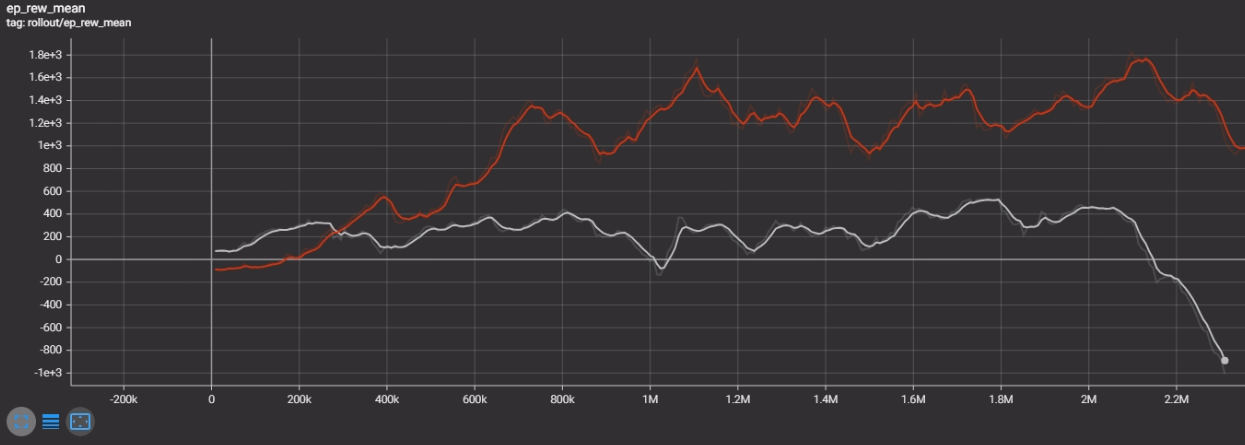 ep_rew_mean
tag: rollout/ep_rew_mean
1.8e+3
1.6e+3
1.4e+3
1.2e+3
1e+3
800
600
400
200
0
-200
-400
-600
-800
-1e+3
-200k 0 200k 400k 600k 800k 1M 1.2M 1.4M 1.6M 1.8M 2M 2.2M